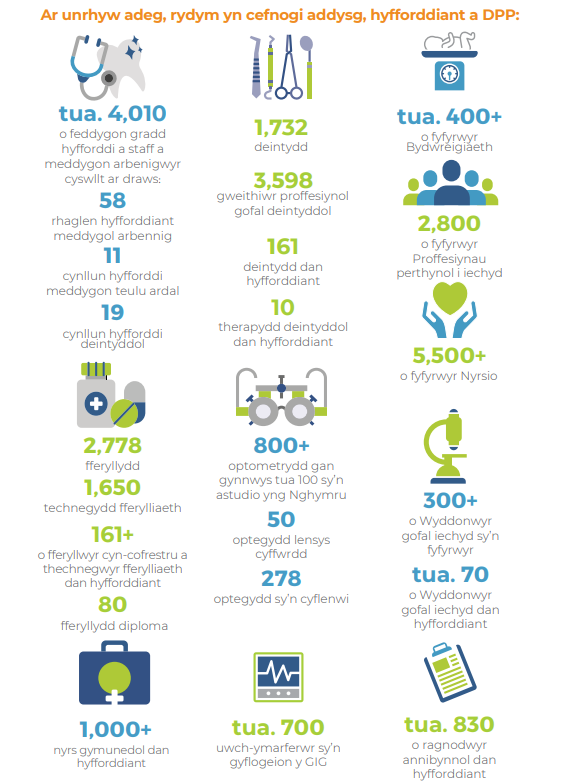 Ar unrhyw adeg, rydym yn cefnogi addysg, hyfforddiant a DPP:
tua. 4,010
o feddygon gradd
hyfforddi a staff a
meddygon arbenigwyr
cyswllt ar draws:
58
rhaglen hyfforddiant
meddygol arbennig
11
cynllun hyfforddi
meddygon teulu ardal
19
cynllun hyfforddi
deintyddol
2,778
fferyllydd
1,650
technegydd fferylliaeth
161+
o fferyllwyr cyn-cofrestru a
thechnegwyr fferylliaeth
dan hyfforddiant
80
fferyllydd diploma
1,000+
nyrs gymunedol dan
hyfforddiant
1,732
deintydd
3,598
gweithiwr proffesiynol
gofal deintyddol
161
deintydd dan
hyfforddiant
10
therapydd deintyddol
dan hyfforddiant
800+
optometrydd gan
gynnwys tua 100 sy’n
astudio yng Nghymru
50
optegydd lensys
cyffwrdd
278
optegydd sy’n cyflenwi
tua. 700
uwch-ymarferwr sy’n
gyflogeion y GIG
tua. 400+
o fyfyrwyr
Bydwreigiaeth
2,800
o fyfyrwyr
Proffesiynau
perthynol i iechyd
5,500+
o fyfyrwyr Nyrsio
300+
o Wyddonwyr
gofal iechyd sy’n
fyfyrwyr
tua. 70
o Wyddonwyr
gofal iechyd dan
hyfforddiant
tua. 830
o ragnodwyr
annibynnol dan
hyfforddiant